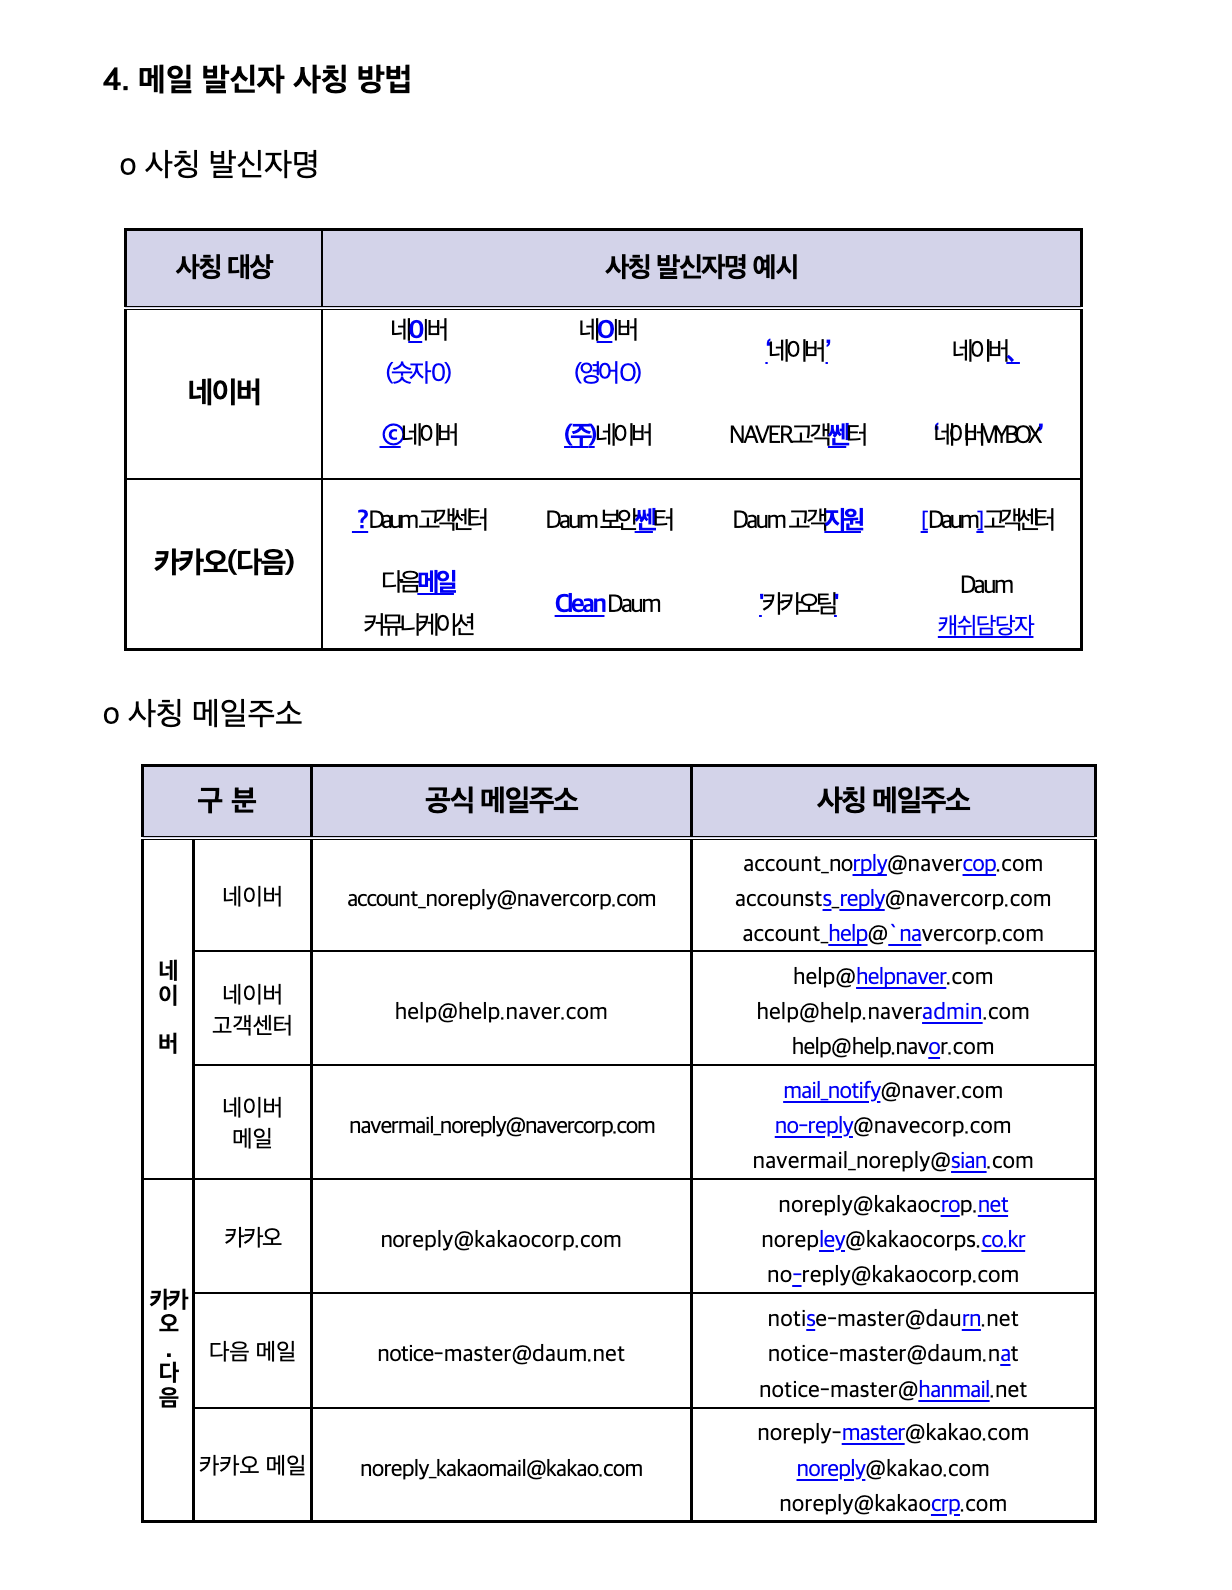 4. 메일 발신자 사칭 방법
o 사칭 발신자명
사칭 대상 사칭 발신자명 예시
네이버
네0버 네O버 '네이버' 네이버、
(숫자 0) (영어 O)
ⓒ네이버 (주)네이버 NAVER고객쎈터 '네이버MYBOX'
카카오(다음)
?Daum 고객센터 Daum 보안쎈터 Daum 고객지원 [Daum]고객센터
다음메일 Clean Daum '카카오팀' Daum
커뮤니케이션 캐쉬담당자
o 사칭 메일주소
구 분 공식 메일주소 사칭 메일주소
네이버
네이버 account_noreply@navercorp.com
account_norply@navercop.com
accounsts_reply@navercorp.com
account_help@`navercorp.com
네이버
고객센터
help@help.naver.com
help@helpnaver.com
help@help.naveradmin.com
help@help.navor.com
네이버
메일
navermail_noreply@navercorp.com
mail_notify@naver.com
no-reply@navecorp.com
navermail_noreply@sian.com
카카오.다음
카카오 noreply@kakaocorp.com
noreply@kakaocrop.net
norepley@kakaocorps.co.kr
no-reply@kakaocorp.com
다음 메일 notice-master@daum.net
notise-master@daurn.net
notice-master@daum.nat
notice-master@hanmail.net
카카오 메일 noreply_kakaomail@kakao.com
noreply-master@kakao.com
noreply@kakao.com
noreply@kakaocrp.com